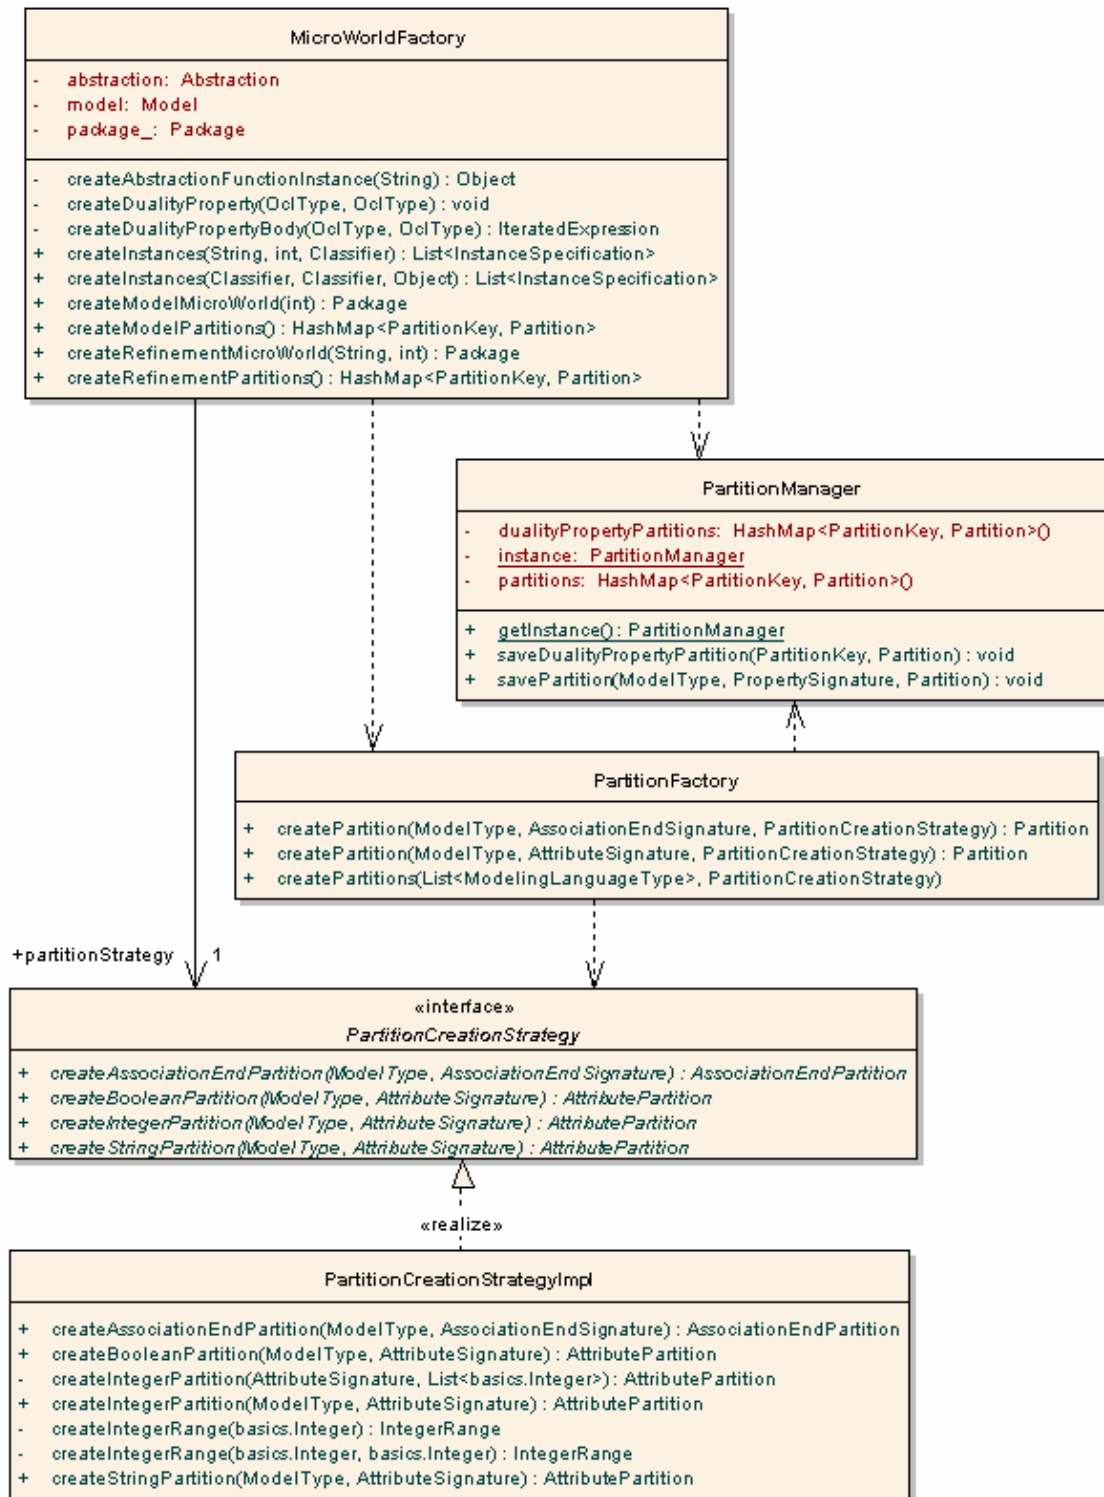 MicroWorldFactory
- abstraction: Abstraction
- model: Model
- package_: Package
- createAbstractionFunctionInstance(String) : Object
- createDualityProperty(OclType, OclType) : void
- createDualityPropertyBody(OclType, OclType) : IteratedExpression
+ createInstances(String, int, Classifier) : List<InstanceSpecification>
+ createInstances(Classifier, Classifier, Object) : List<InstanceSpecification>
+ createModelMicroWorld(int) : Package
+ createModelPartitions() : HashMap<PartitionKey, Partition>
+ createRefinementMicroWorld(String, int) : Package
+ createRefinementPartitions() : HashMap<PartitionKey, Partition>
PartitionManager
- dualityPropertyPartitions: HashMap<PartitionKey, Partition>()
- instance: PartitionManager
- partitions: HashMap<PartitionKey, Partition>()
+ getInstance() : PartitionManager
+ saveDualityPropertyPartition(PartitionKey, Partition) : void
+ savePartition(ModelType, PropertySignature, Partition) : void
PartitionFactory
+ createPartition(ModelType, AssociationEndSignature, PartitionCreationStrategy) : Partition
+ createPartition(ModelType, AttributeSignature, PartitionCreationStrategy) : Partition
+ createPartitions(List<ModelingLanguageType>, PartitionCreationStrategy)
+partitionStrategy 1
«interface»
PartitionCreationStrategy
+ createAssociationEndPartition(ModelType, AssociationEndSignature) : AssociationEndPartition
+ createBooleanPartition(ModelType, AttributeSignature) : AttributePartition
+ createIntegerPartition(ModelType, AttributeSignature) : AttributePartition
+ createStringPartition(ModelType, AttributeSignature) : AttributePartition
«realize»
PartitionCreationStrategyImpl
+ createAssociationEndPartition(ModelType, AssociationEndSignature) : AssociationEndPartition
+ createBooleanPartition(ModelType, AttributeSignature) : AttributePartition
- createIntegerPartition(AttributeSignature, List<basics.Integer>) : AttributePartition
+ createIntegerPartition(ModelType, AttributeSignature) : AttributePartition
- createIntegerRange(basics.Integer) : IntegerRange
- createIntegerRange(basics.Integer, basics.Integer) : IntegerRange
+ createStringPartition(ModelType, AttributeSignature) : AttributePartition